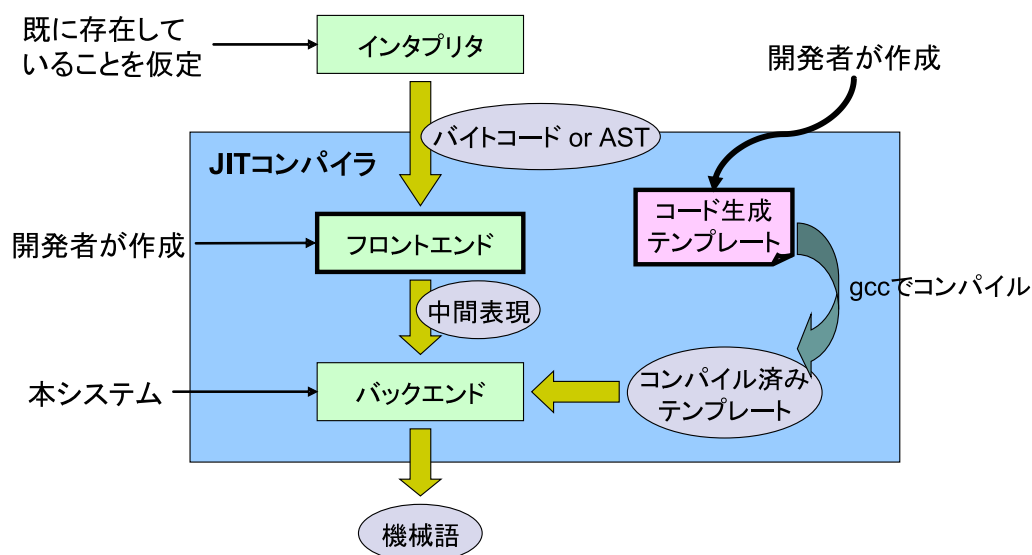 既に存在して
いることを仮定
インタプリタ
開発者が作成
バイトコード or AST
JITコンパイラ
コード生成
テンプレート
開発者が作成
フロントエンド
gccでコンパイル
中間表現
本システム
バックエンド
コンパイル済み
テンプレート
機械語